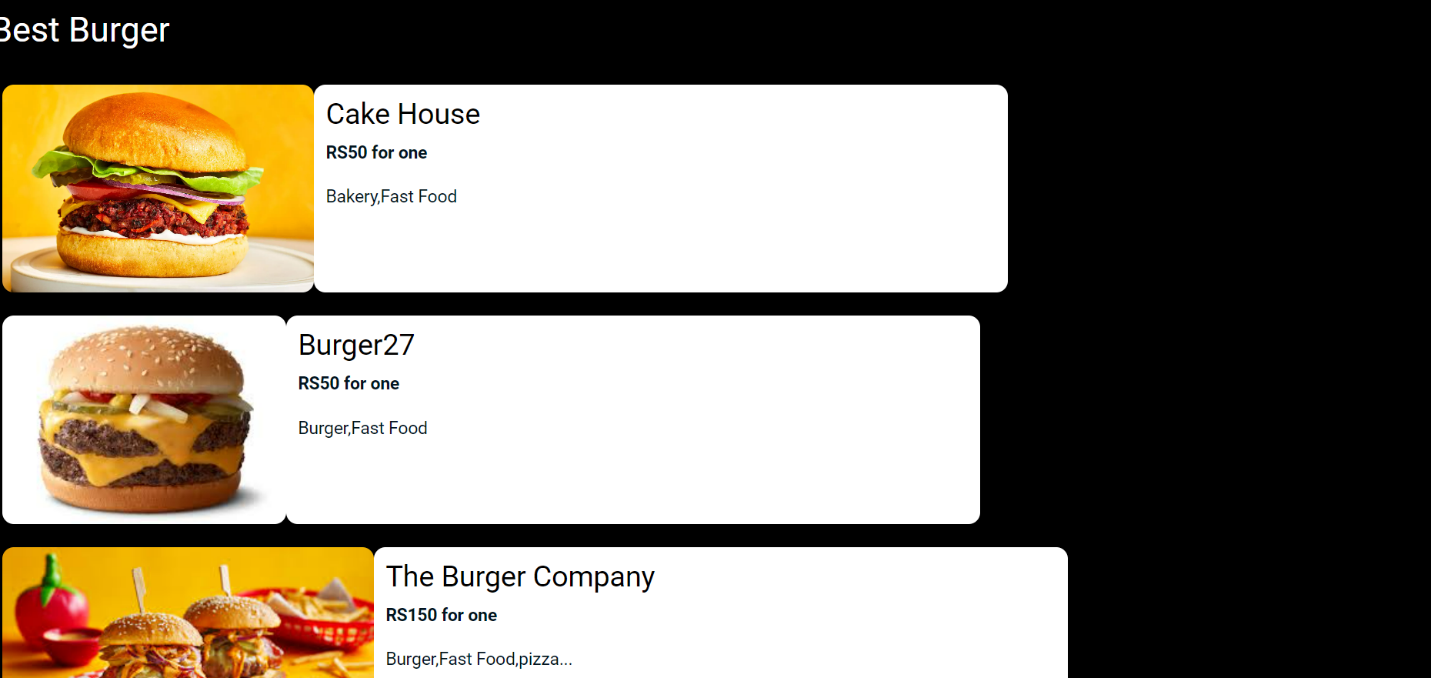 Best Burger
Cake House
RS50 for one
Bakery,Fast Food
Burger27
RS50 for one
Burger,Fast Food
The Burger Company
RS150 for one
Burger,Fast Food,pizza...